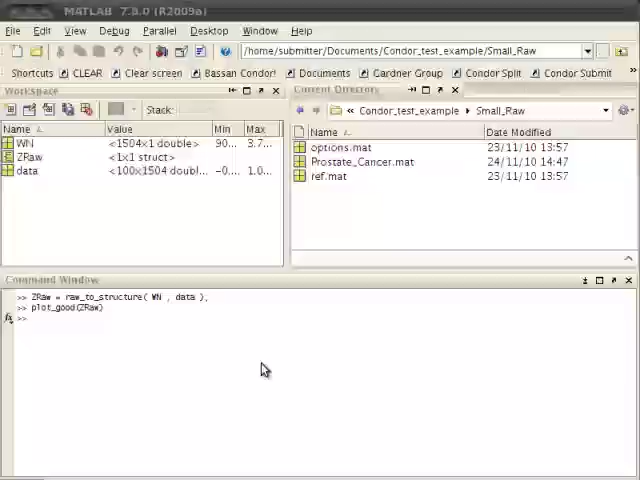 MATLAB 7.8.0 (R2009a)
File Edit View Debug Parallel Desktop Window Help
/home/submitter/Documents/Condor_test_example/Small_Raw
Shortcuts CLEAR Clear screen Bassan Condor! Documents Gardner Group Condor Split Condor Submit »
Workspace
Stack:
Name Value Min Max
WN <1504x1 double> 90... 3.7...
ZRaw <1x1 struct>
data <100x1504 doubl... -0.... 1.0...
Current Directory
« Condor_test_example Small_Raw
Name Date Modified
options.mat 23/11/10 13:57
Prostate_Cancer.mat 24/11/10 14:47
ref.mat 23/11/10 13:57
Command Window
>> ZRaw = raw_to_structure( WN , data );
>> plot_good(ZRaw)
fx >>